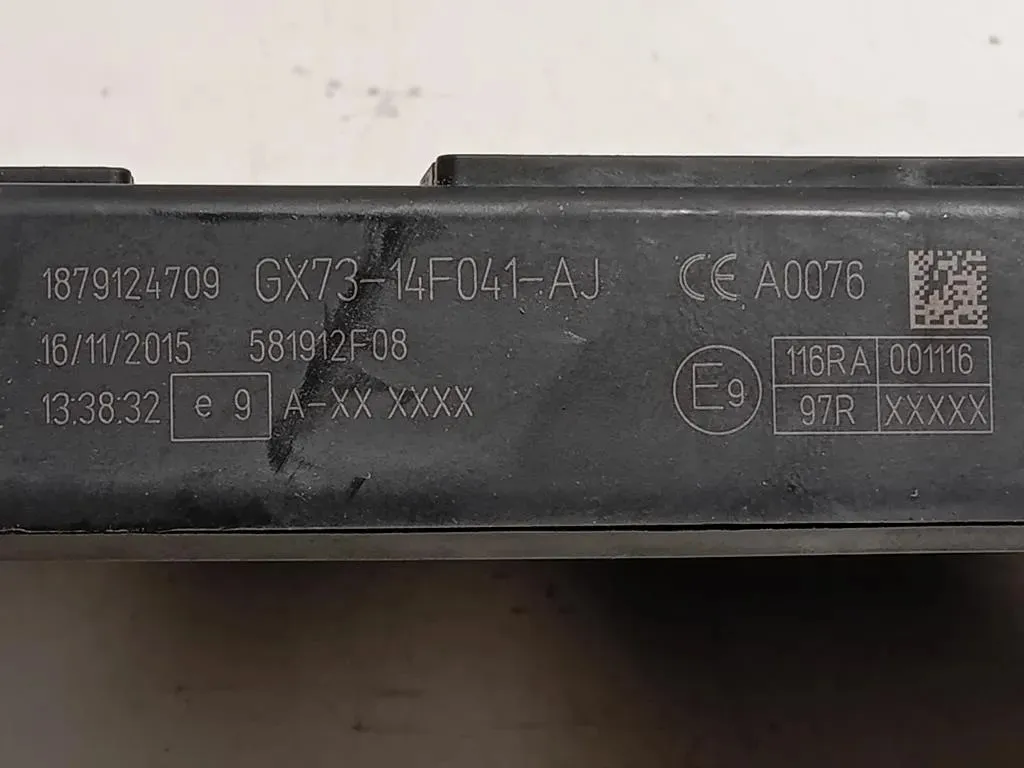 1879124709 GX73-14F041-AJ CE A0076
16/11/2015 581912F08
13:38:32 e 9 A-XX XXXX
E9 116RA 001116
97R XXXXX